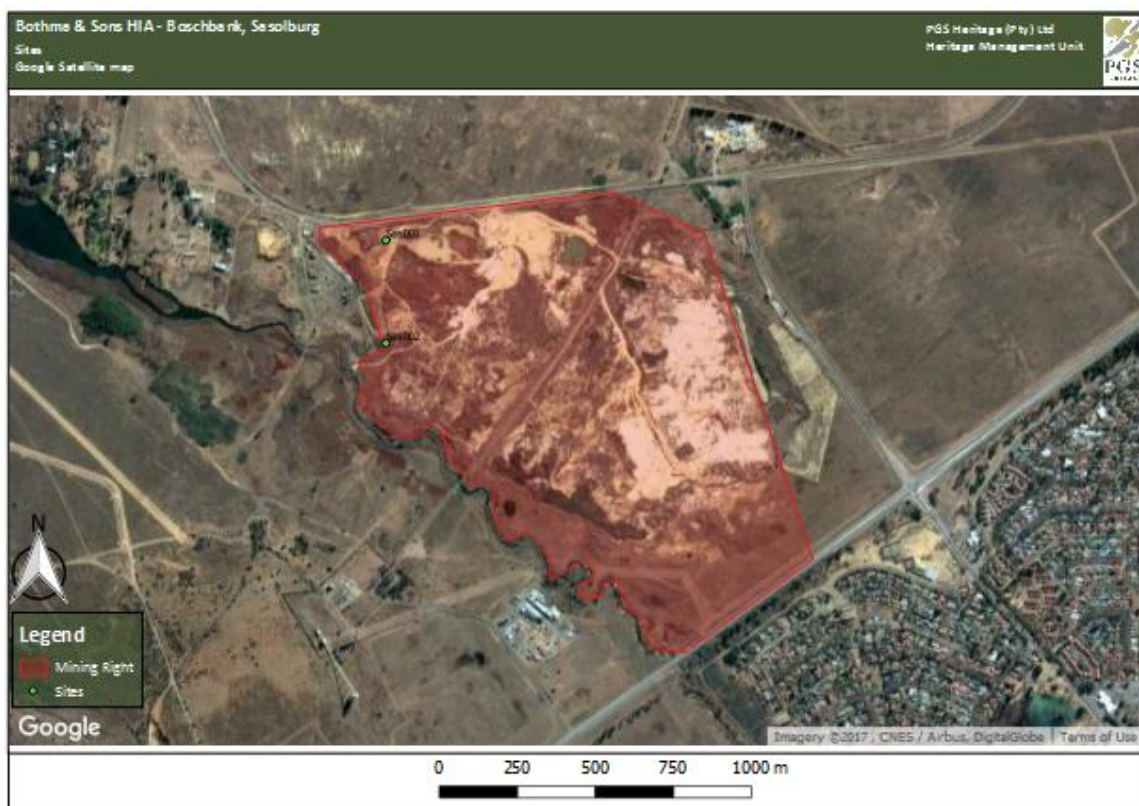 Bothma & Sons HIA - Boschbank, Sasolburg
Sites
Google Satellite map
PGS Heritage (Pty) Ltd
Heritage Management Unit
PGS
N
Legend
Mining Right
Sites
Google
Imagery ©2017 , CNES / Airbus, DigitalGlobe
Terms of Use
0 250 500 750 1000 m